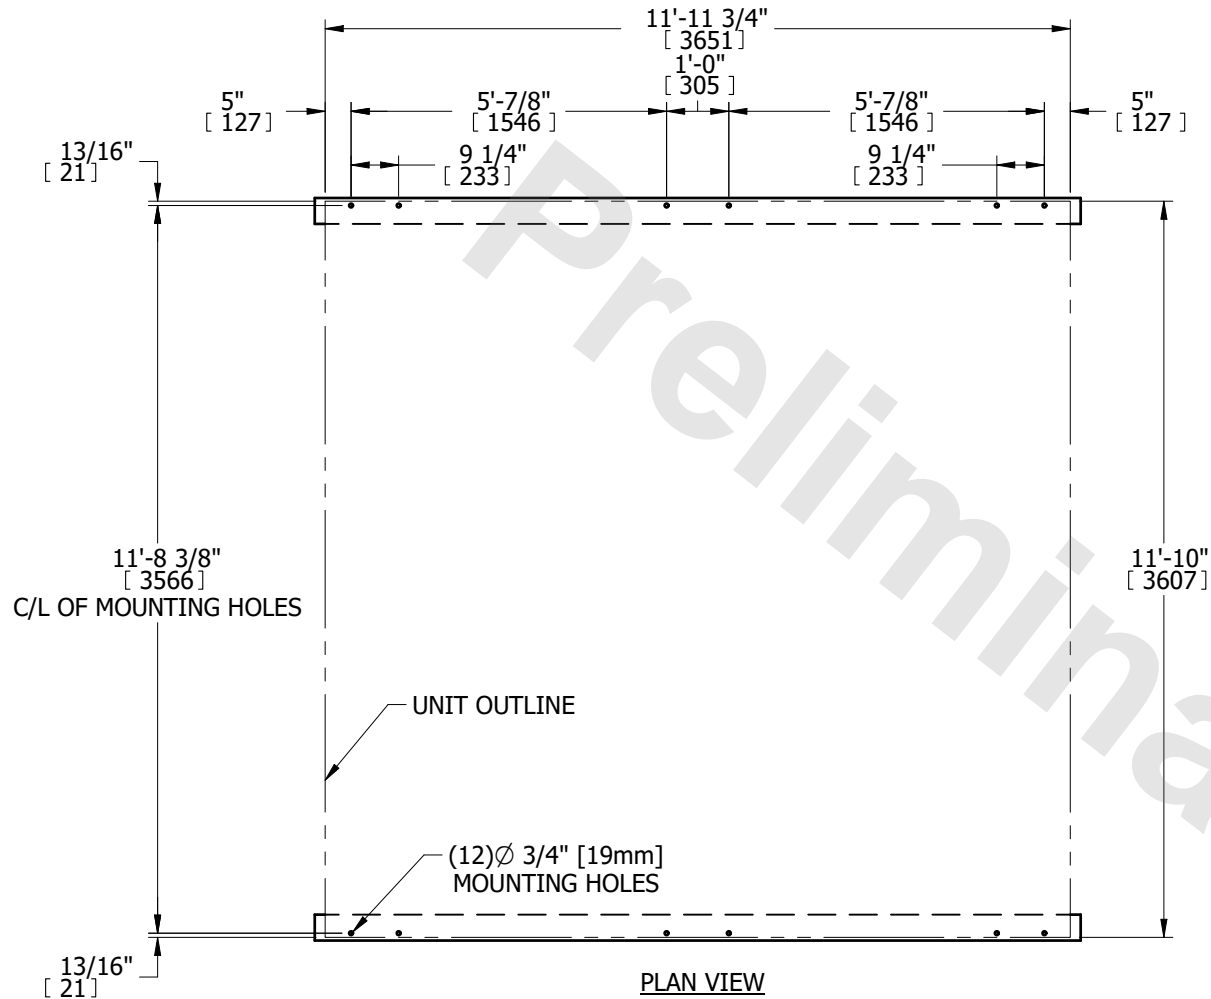 11'-11 3/4"
[ 3651]
1'-0"
[ 305 ]
5"
[ 127]
5'-7/8"
[ 1546 ]
5'-7/8"
[ 1546 ]
5"
[ 127 ]
13/16"
[ 21]
9 1/4"
[ 233]
9 1/4"
[ 233 ]
11'-8 3/8"
[ 3566]
C/L OF MOUNTING HOLES
11'-10"
[ 3607]
UNIT OUTLINE
(12)Ø 3/4" [19mm]
MOUNTING HOLES
13/16"
[ 21]
PLAN VIEW
Prelimina